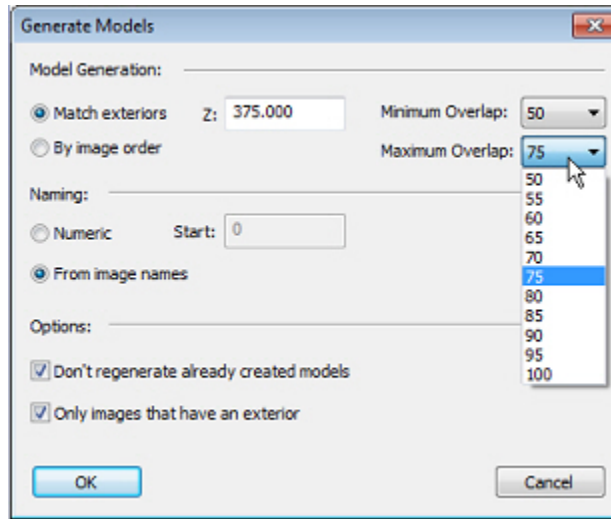 Generate Models
Model Generation:
Match exteriors Z: 375.000 Minimum Overlap: 50
By image order Maximum Overlap: 75
50
55
60
65
70
75
80
85
90
95
100
Naming:
Numeric Start: 0
From image names
Options:
Don't regenerate already created models
Only images that have an exterior
OK Cancel